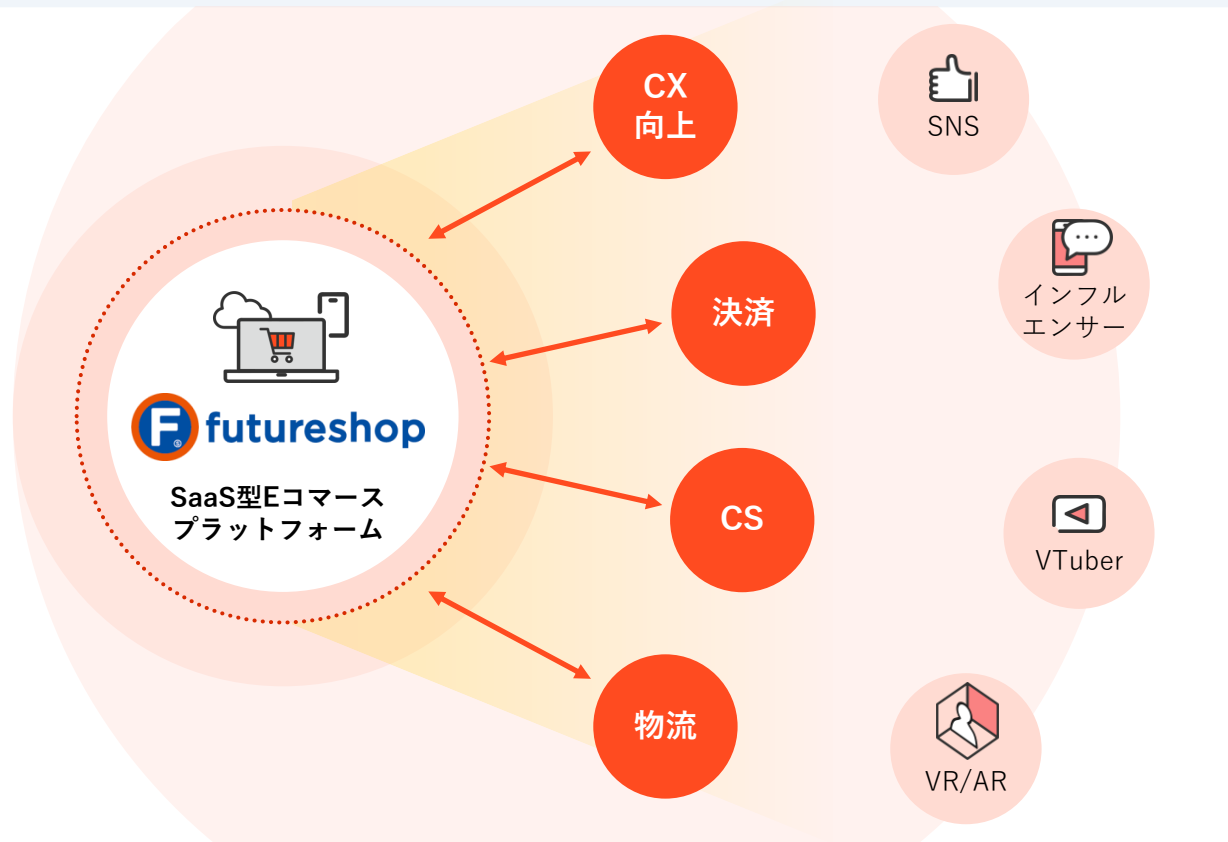 CX
向上
SNS
インフル
エンサー
決済
F
futureshop
SaaS型Eコマース
プラットフォーム
CS
VTuber
物流
VR/AR